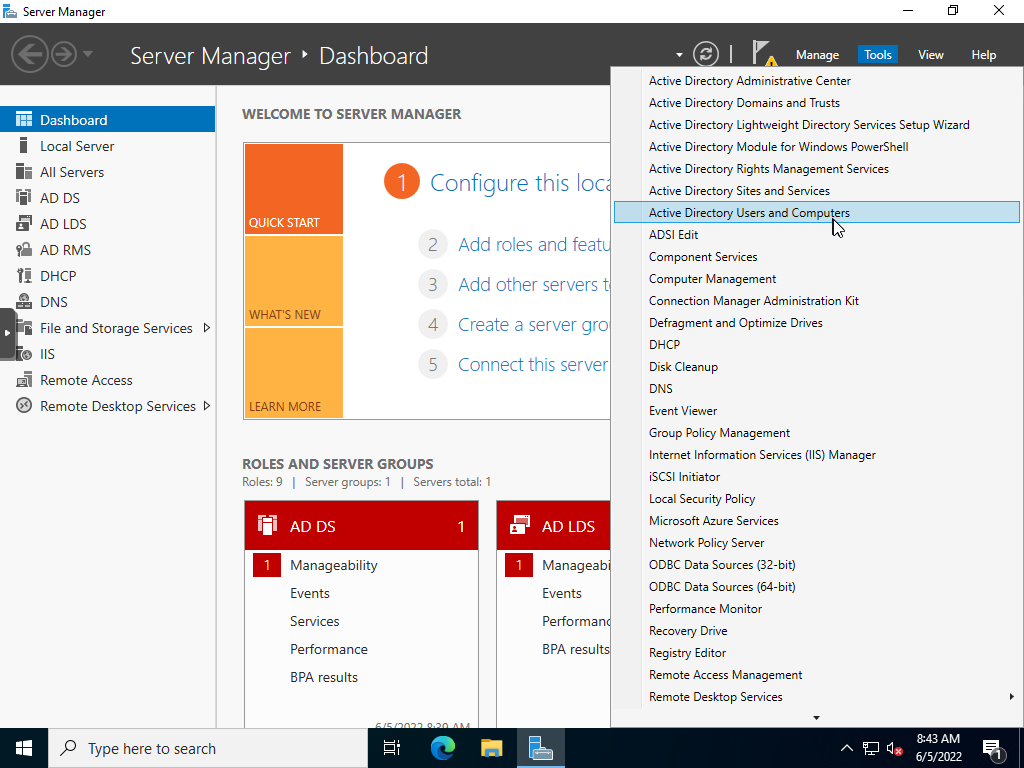 Server Manager
Server Manager ‣ Dashboard
Manage
Tools
View
Help
Dashboard
Local Server
All Servers
AD DS
AD LDS
AD RMS
DHCP
DNS
File and Storage Services
IIS
Remote Access
Remote Desktop Services
WELCOME TO SERVER MANAGER
QUICK START
WHAT'S NEW
LEARN MORE
1 Configure this loca
2 Add roles and featu
3 Add other servers t
4 Create a server gro
5 Connect this server
ROLES AND SERVER GROUPS
Roles: 9 | Server groups: 1 | Servers total: 1
AD DS 1
1 Manageability
Events
Services
Performance
BPA results
6/5/2022 8:39 AM
AD LDS
1 Manageabi
Events
Performanc
BPA results
Active Directory Administrative Center
Active Directory Domains and Trusts
Active Directory Lightweight Directory Services Setup Wizard
Active Directory Module for Windows PowerShell
Active Directory Rights Management Services
Active Directory Sites and Services
Active Directory Users and Computers
ADSI Edit
Component Services
Computer Management
Connection Manager Administration Kit
Defragment and Optimize Drives
DHCP
Disk Cleanup
DNS
Event Viewer
Group Policy Management
Internet Information Services (IIS) Manager
iSCSI Initiator
Local Security Policy
Microsoft Azure Services
Network Policy Server
ODBC Data Sources (32-bit)
ODBC Data Sources (64-bit)
Performance Monitor
Recovery Drive
Registry Editor
Remote Access Management
Remote Desktop Services
Type here to search
8:43 AM
6/5/2022
1